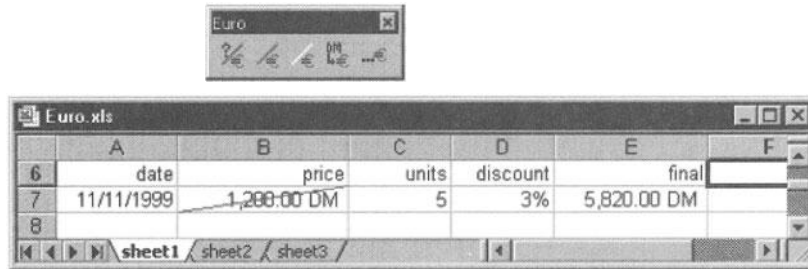 Euro
?/€ /€ /€ DM € ...€
Euro.xls
A B C D E F
6 date price units discount final
7 11/11/1999 1,200.00 DM 5 3% 5,820.00 DM
8
sheet1 sheet2 sheet3